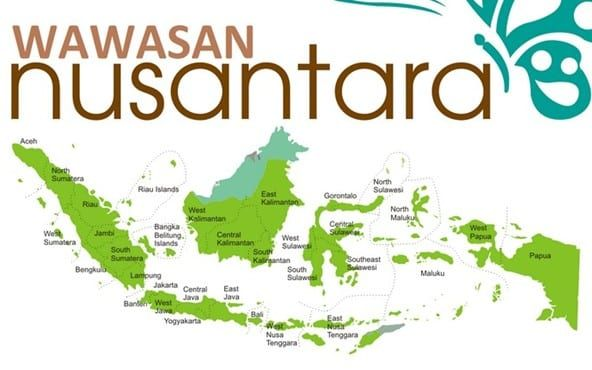 WAWASAN
nusantara
Aceh
North
Sumatera
Riau
Riau Islands
West
Sumatera
Jambi
Bangka
Belitung
Islands
South
Sumatera
Bengkulu
Lampung
Banten
Jakarta
West
Jawa
Central
Java
Yogyakarta
East
Java
Bali
West
Nusa
Tenggara
East
Nusa
Tenggara
West
Kalimantan
Central
Kalimantan
East
Kalimantan
South
Kalimantan
Gorontalo
North
Sulawesi
Central
Sulawesi
West
Sulawesi
South
Sulawesi
Southeast
Sulawesi
North
Maluku
Maluku
West
Papua
Papua